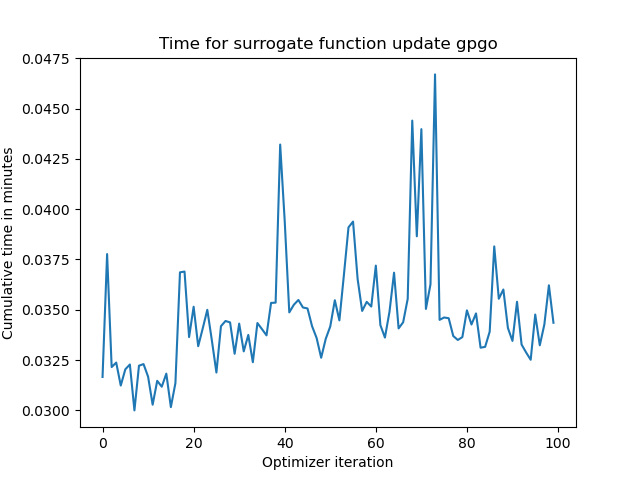 Time for surrogate function update gpgo
0.0475
0.0450
0.0425
0.0400
0.0375
0.0350
0.0325
0.0300
Cumulative time in minutes
0 20 40 60 80 100
Optimizer iteration